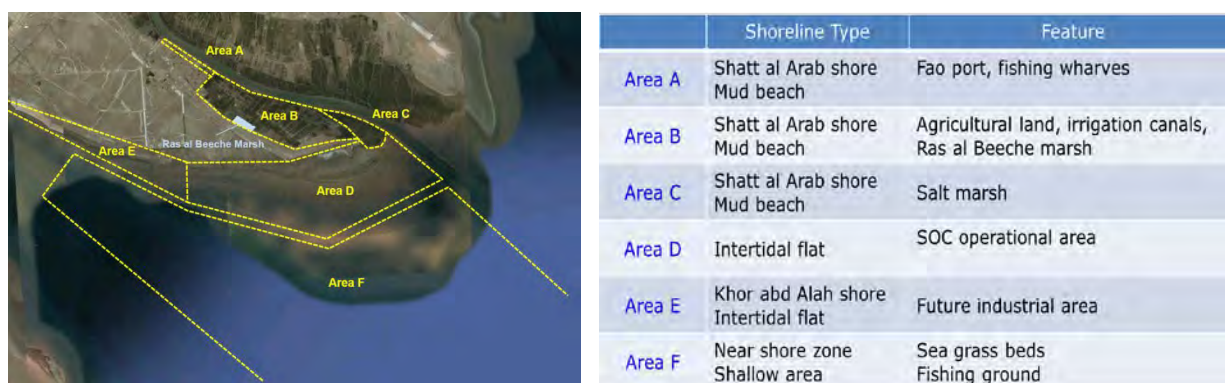 Area A
Area C
Area B
Ras al Beeche Marsh
Area E
Area D
Area F
Shoreline Type Feature
Area A Shatt al Arab shore Fao port, fishing wharves
Mud beach
Area B Shatt al Arab shore Agricultural land, irrigation canals,
Mud beach Ras al Beeche marsh
Area C Shatt al Arab shore Salt marsh
Mud beach
Area D Intertidal flat SOC operational area
Area E Khor abd Alah shore Future industrial area
Intertidal flat
Area F Near shore zone Sea grass beds
Shallow area Fishing ground